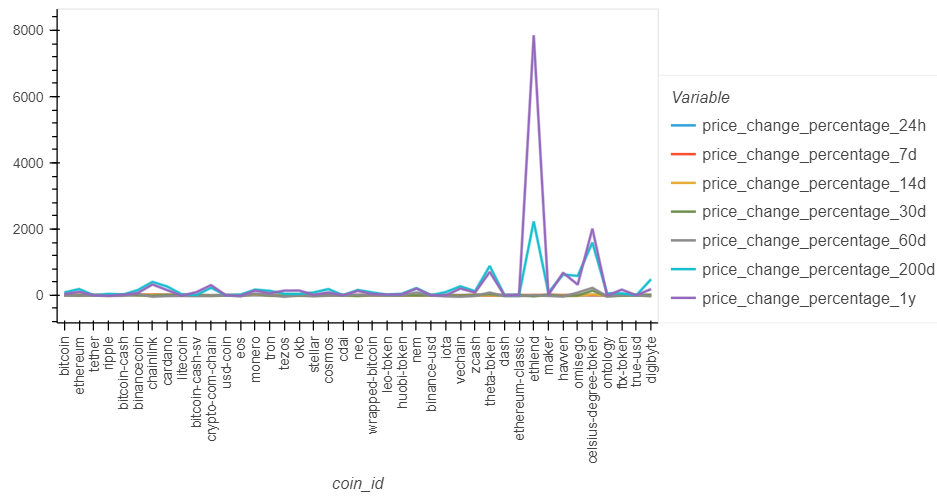 8000
6000
4000
2000
0
bitcoin
ethereum
tether
ripple
bitcoin-cash
binancecoin
chainlink
cardano
litecoin
bitcoin-cash-sv
crypto-com-chain
usd-coin
eos
monero
tron
tezos
okb
stellar
cosmos
cdai
neo
wrapped-bitcoin
leo-token
huobi-token
nem
binance-usd
iota
vechain
zcash
theta-token
dash
ethereum-classic
ethlend
maker
havven
omisego
celsius-degree-token
ontology
ftx-token
true-usd
digibyte
coin_id
Variable
price_change_percentage_24h
price_change_percentage_7d
price_change_percentage_14d
price_change_percentage_30d
price_change_percentage_60d
price_change_percentage_200d
price_change_percentage_1y